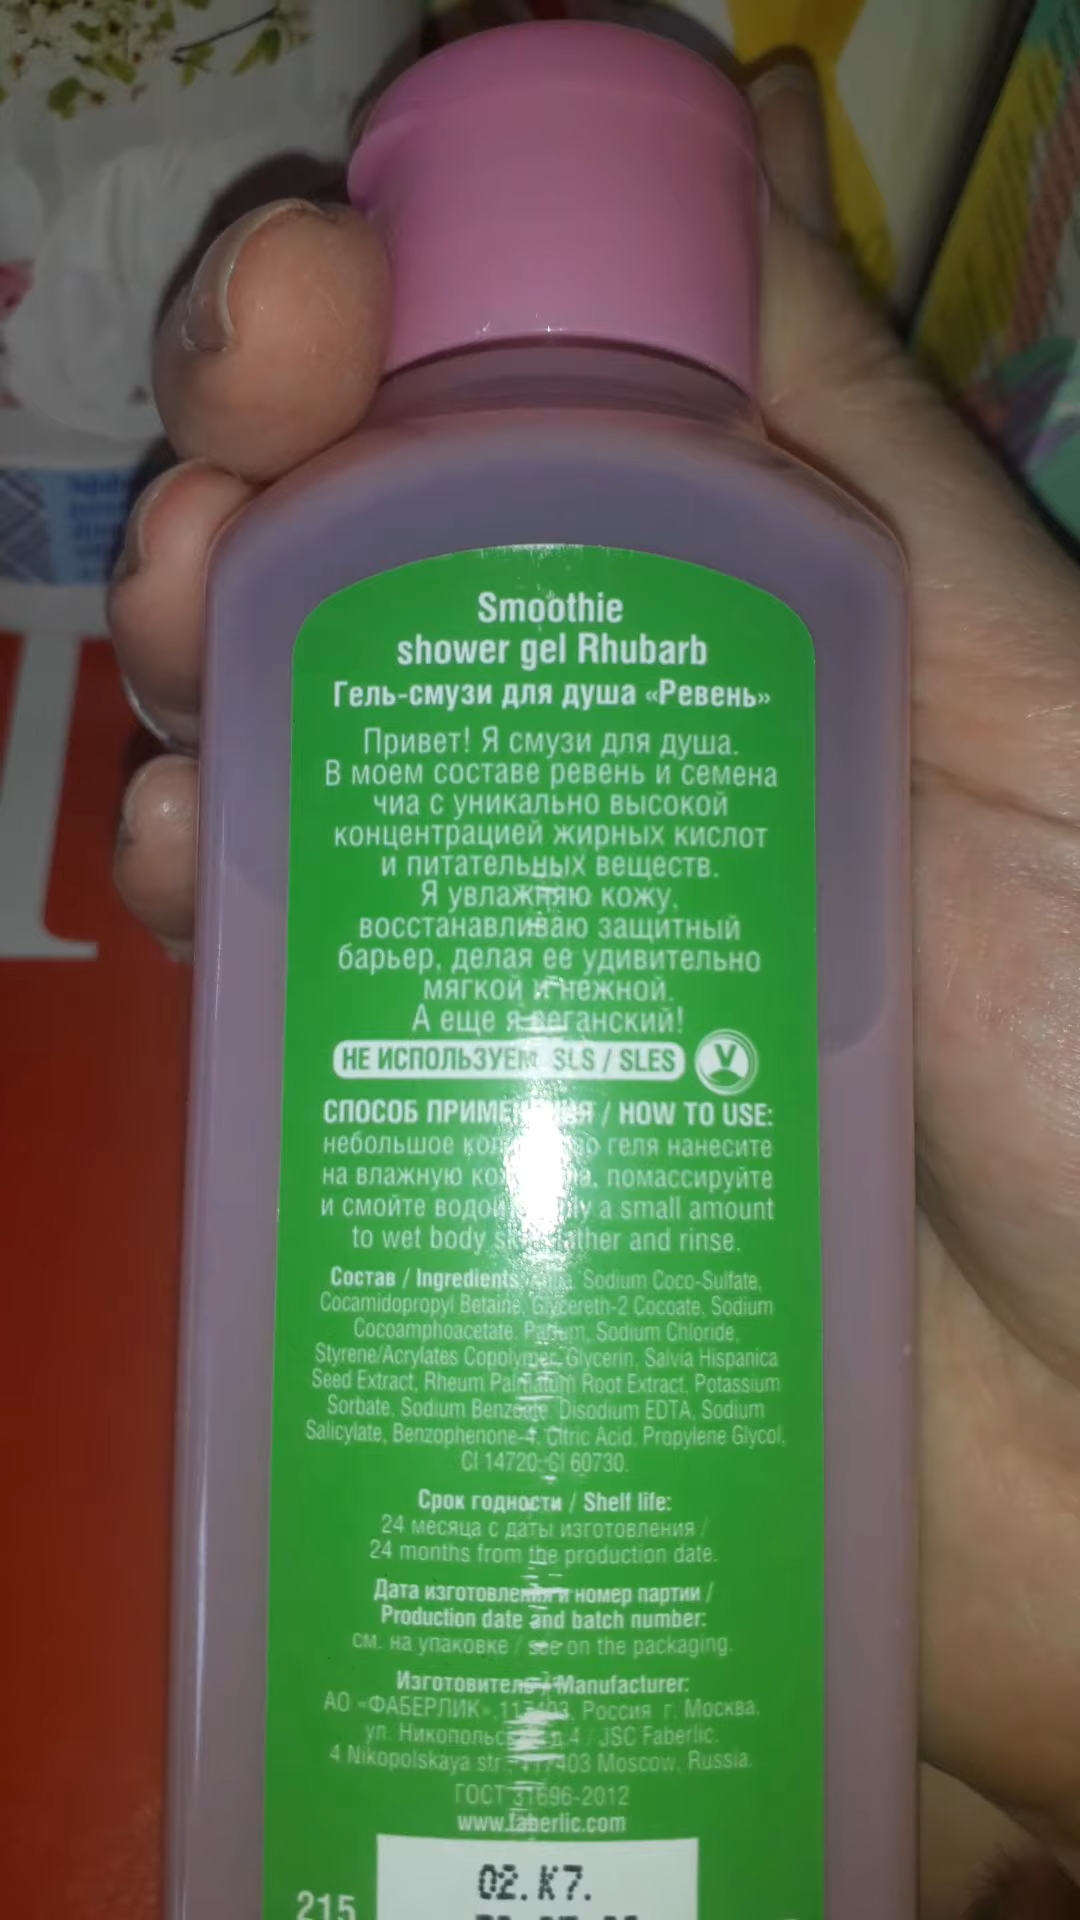 Smoothie
shower gel Rhubarb
Гель-смузи для душа «Ревень»
Привет! Я смузи для душа.
В моем составе ревень и семена
чиа с уникально высокой
концентрацией жирных кислот
и питательных веществ.
Я увлажняю кожу,
восстанавливаю защитный
барьер, делая ее удивительно
мягкой и нежной.
А еще я веганский!
НЕ ИСПОЛЬЗУЕМ SLS / SLES
V
СПОСОБ ПРИМЕНЕНИЯ / HOW TO USE:
небольшое геля нанесите
на влажную помассируйте
и смойте водой a small amount
to wet body and rinse.
Состав / Ingredients Sodium Coco-Sulfate,
Cocamidopropyl Betaine, Glycereth-2 Cocoate, Sodium
Cocoamphoacetate, Parfum, Sodium Chloride,
Styrene/Acrylates Copolymer, Glycerin, Salvia Hispanica
Seed Extract, Rheum Palmatum Root Extract, Potassium
Sorbate, Sodium Benzoate, Disodium EDTA, Sodium
Salicylate, Benzophenone-4, Citric Acid, Propylene Glycol,
CI 14720, CI 60730.
Срок годности / Shelf life:
24 месяца с даты изготовления /
24 months from the production date.
Дата изготовления и номер партии /
Production date and batch number:
см. на упаковке / see on the packaging.
Изготовитель / Manufacturer:
АО «ФАБЕРЛИК», 117403, Россия г. Москва,
ул. Никопольская д.4 / JSC Faberlic,
4 Nikopolskaya str., 117403 Moscow, Russia.
ГОСТ 31696-2012
www.faberlic.com
02.К7.
215